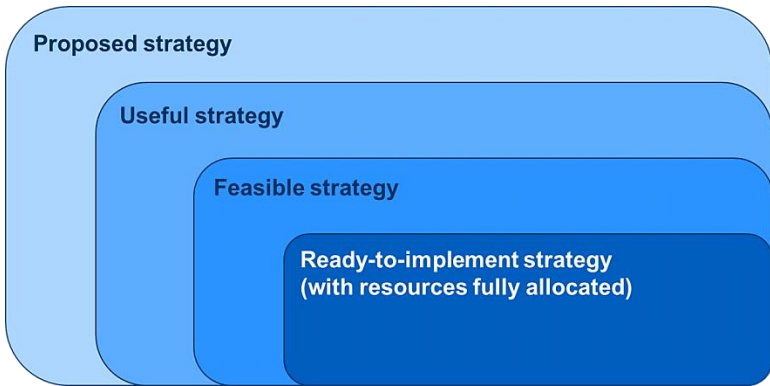 Proposed strategy
Useful strategy
Feasible strategy
Ready-to-implement strategy
(with resources fully allocated)